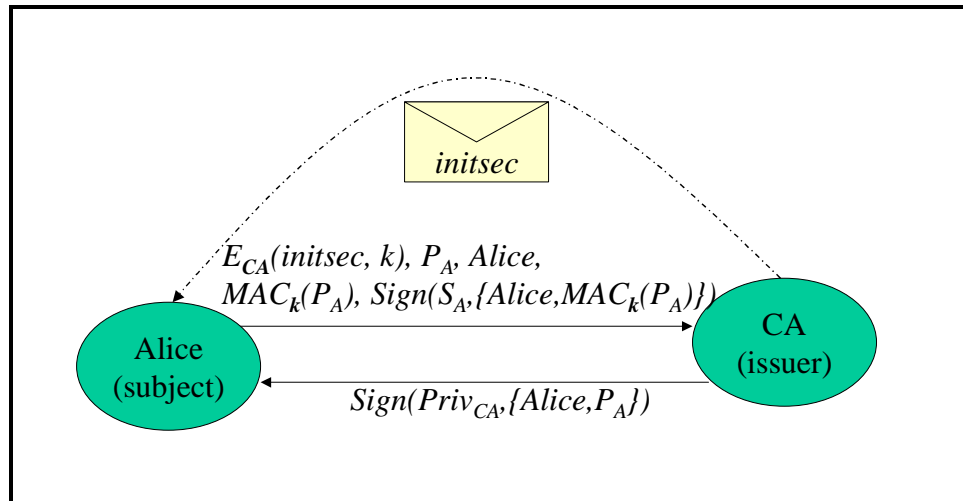 initsec
E_CA(initsec, k), P_A, Alice,
MAC_k(P_A), Sign(S_A,{Alice,MAC_k(P_A)})
Alice
(subject)
CA
(issuer)
Sign(Priv_CA,{Alice,P_A})